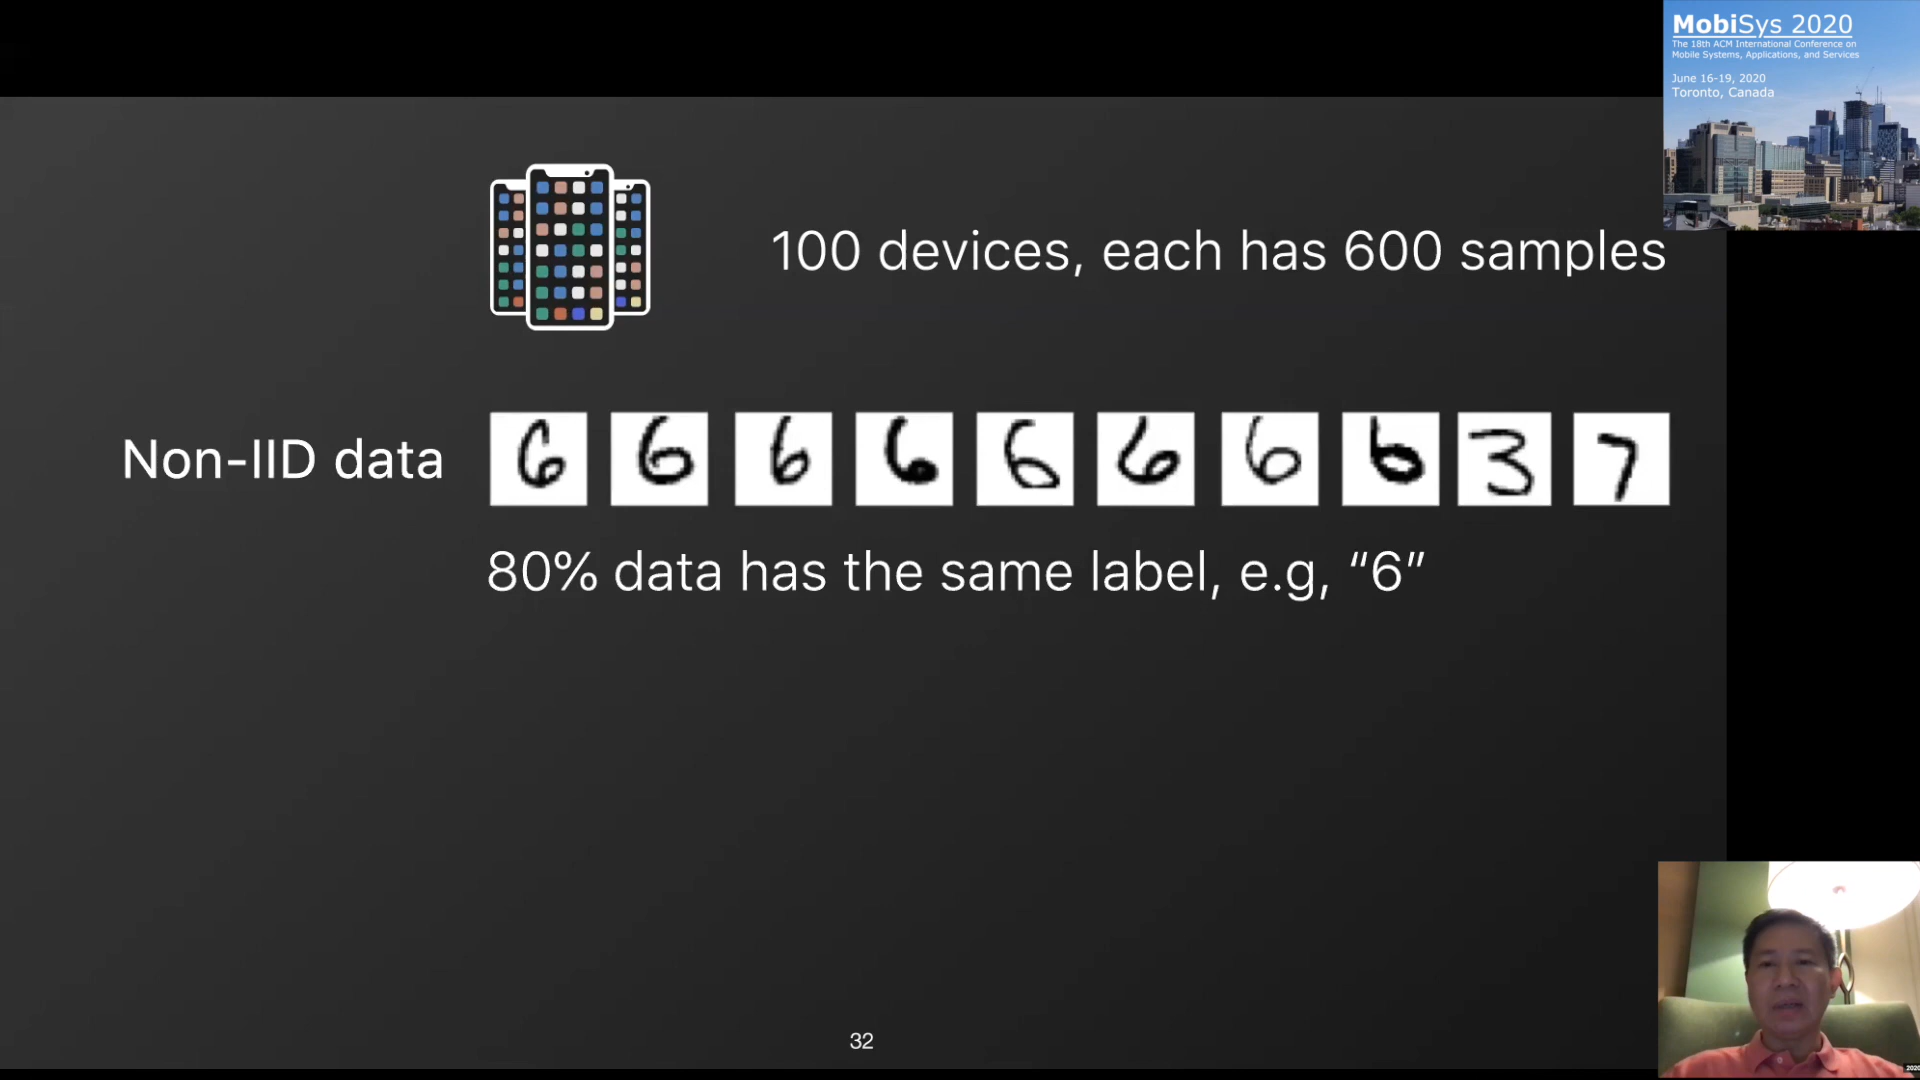 MobiSys 2020
The 18th ACM International Conference on
Mobile Systems, Applications, and Services
June 16-19, 2020
Toronto, Canada
100 devices, each has 600 samples
Non-IID data
6 6 6 6 6 6 6 6 3 7
80% data has the same label, e.g, “6”
32
2020